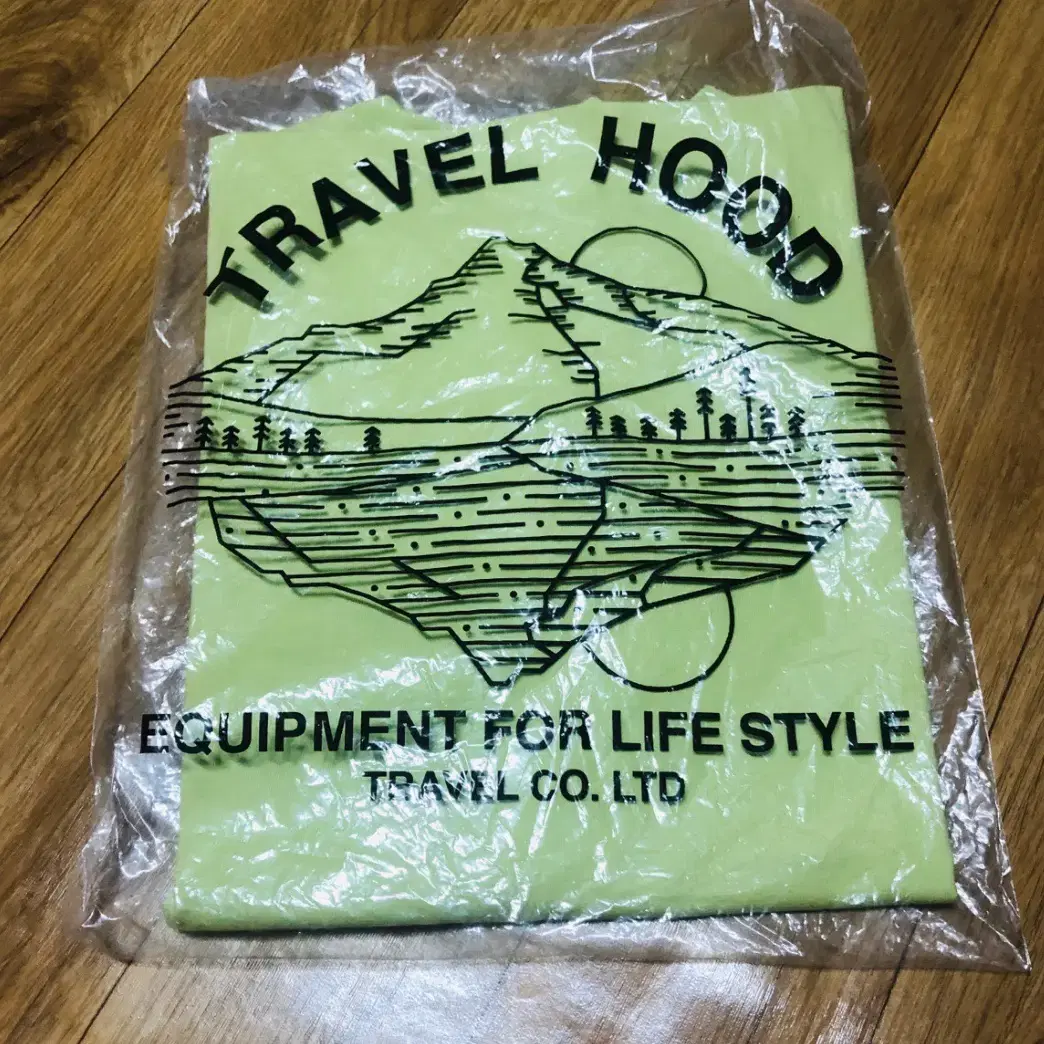 TRAVEL HOOD
EQUIPMENT FOR LIFE STYLE
TRAVEL CO. LTD